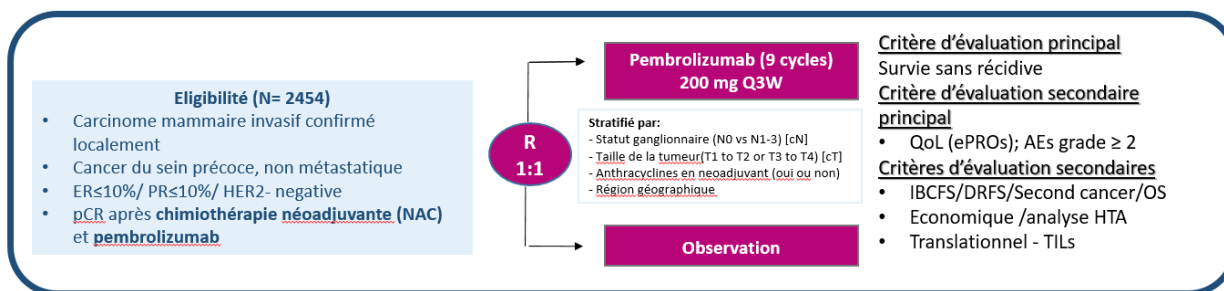 Eligibilité (N= 2454)
• Carcinome mammaire invasif confirmé
localement
• Cancer du sein précoce, non métastatique
• ER≤10%/ PR≤10%/ HER2- negative
• pCR après chimiothérapie néoadjuvante (NAC)
et pembrolizumab
R
1:1
Pembrolizumab (9 cycles)
200 mg Q3W
Stratifié par:
- Statut ganglionnaire (N0 vs N1-3) [cN]
- Taille de la tumeur(T1 to T2 or T3 to T4) [cT]
- Anthracyclines en neoadjuvant (oui ou non)
- Région géographique
Observation
Critère d'évaluation principal
Survie sans récidive
Critère d'évaluation secondaire
principal
• QoL (ePROs); AEs grade ≥ 2
Critères d'évaluation secondaires
• IBCFS/DRFS/Second cancer/OS
• Economique /analyse HTA
• Translationnel - TILs